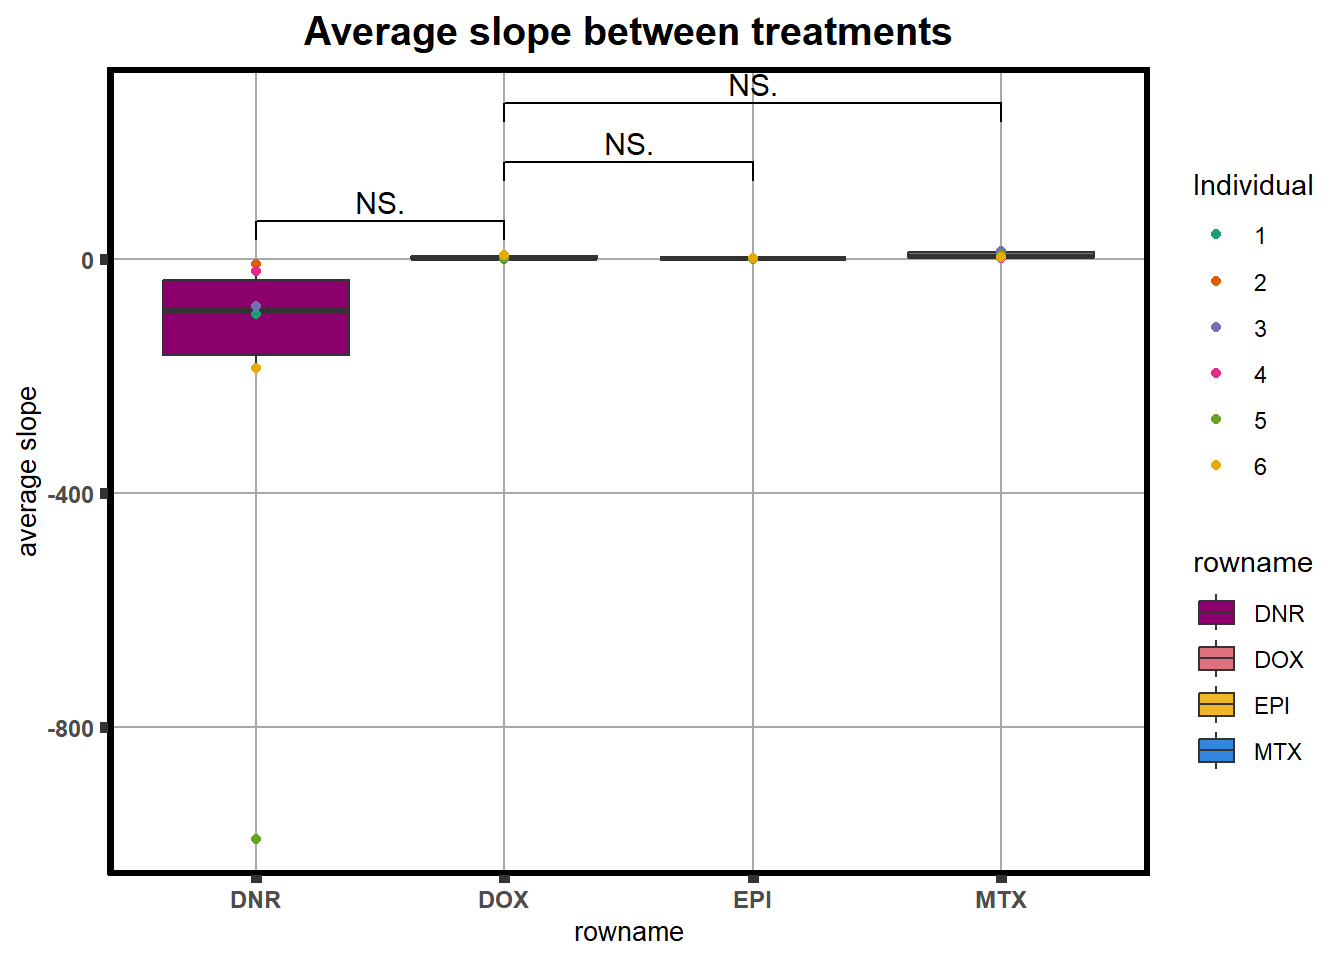 Average slope between treatments
NS.
NS.
NS.
0
-400
-800
average slope
DNR
DOX
EPI
MTX
rowname
Individual
1
2
3
4
5
6
rowname
DNR
DOX
EPI
MTX